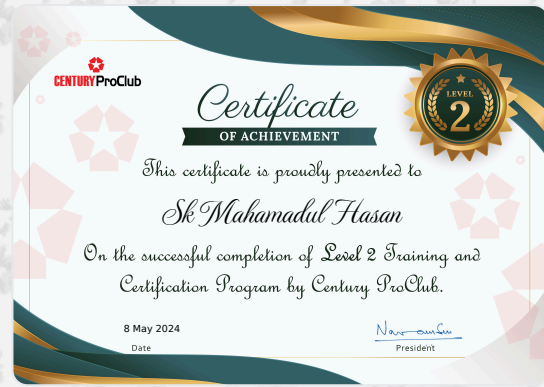 CENTURY ProClub
Certificate
OF ACHIEVEMENT
LEVEL
2
This certificate is proudly presented to
Sk Mahamadul Hasan
On the successful completion of Level 2 Training and
Certification Program by Century ProClub.
8 May 2024
Date
President